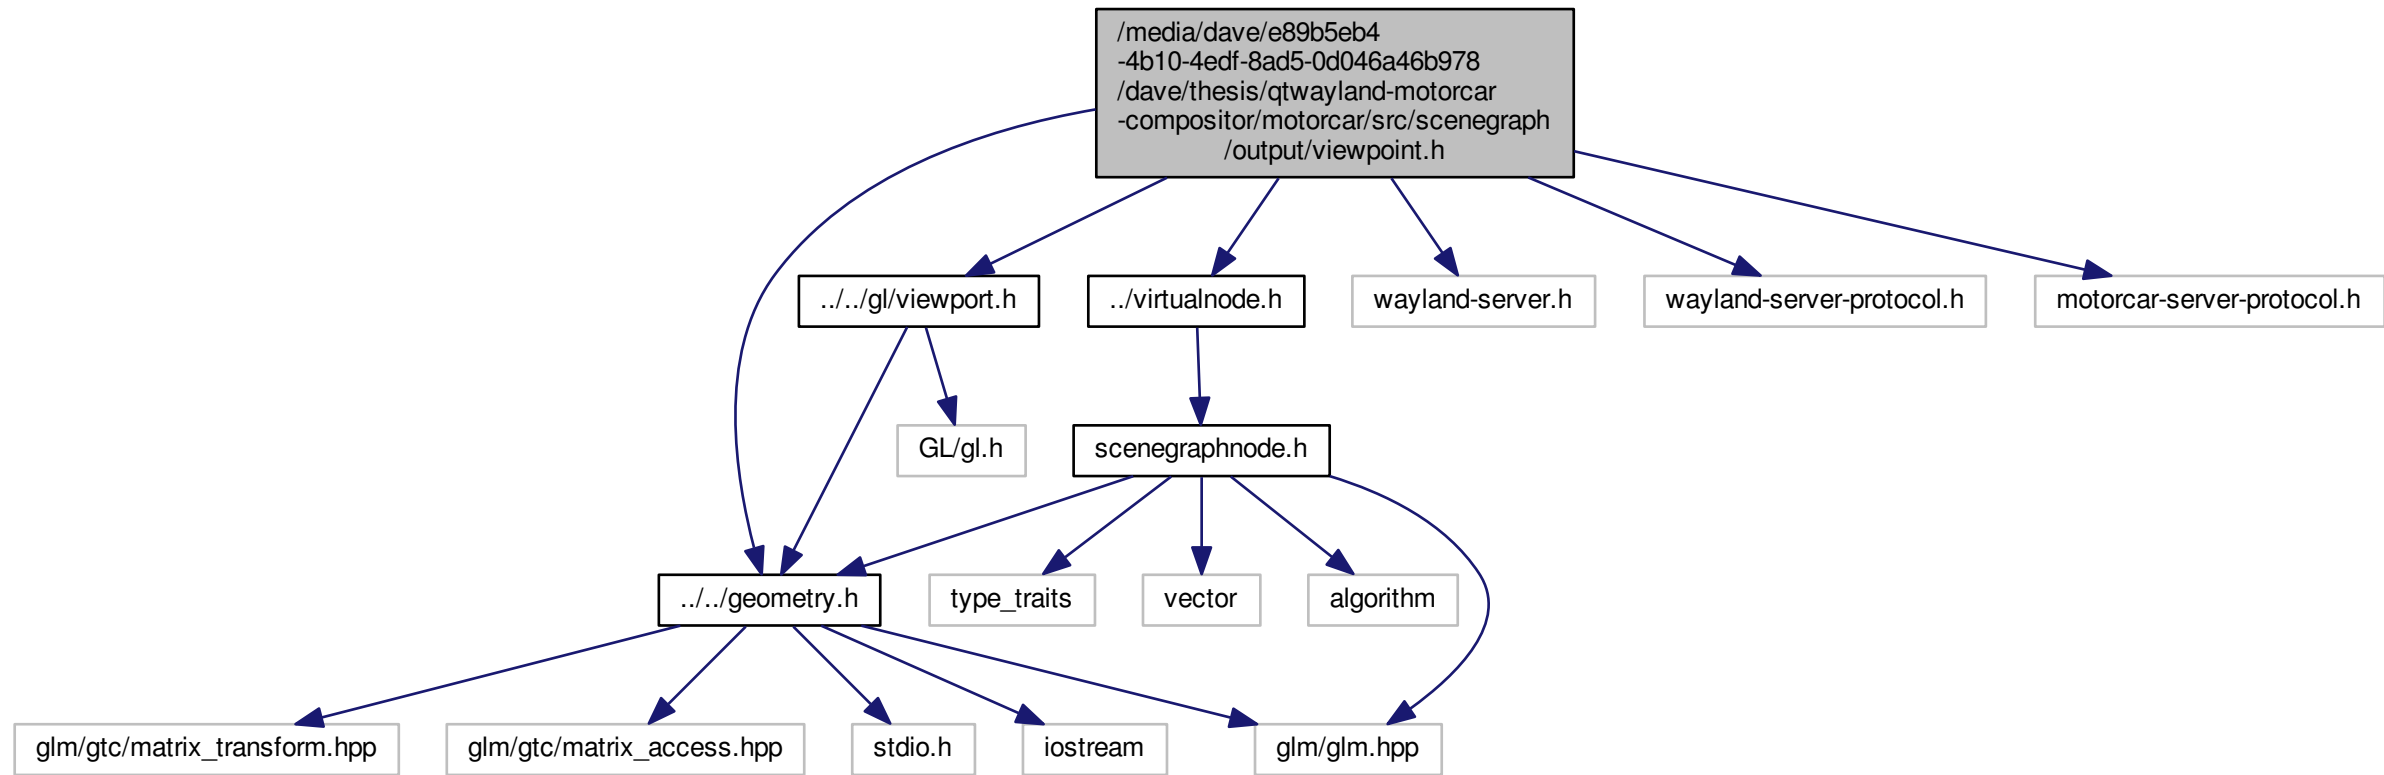 /media/dave/e89b5eb4
-4b10-4edf-8ad5-0d046a46b978
/dave/thesis/qtwayland-motorcar
-compositor/motorcar/src/scenegraph
/output/viewpoint.h
../../gl/viewport.h
../virtualnode.h
wayland-server.h
wayland-server-protocol.h
motorcar-server-protocol.h
GL/gl.h
scenegraphnode.h
../../geometry.h
type_traits
vector
algorithm
glm/gtc/matrix_transform.hpp
glm/gtc/matrix_access.hpp
stdio.h
iostream
glm/glm.hpp